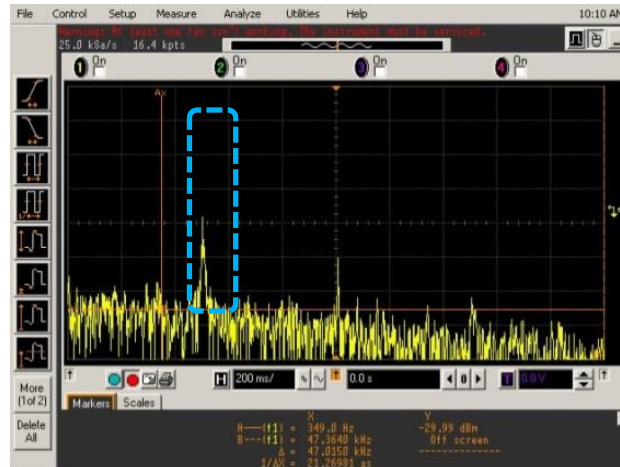 File Control Setup Measure Analyze Utilities Help 10:10 AM
Warning: At least one fan isn't working. The instrument must be serviced.
25.0 kSa/s 16.4 kpts
1 On 2 On 3 On 4 On
Ax
More
(1 of 2)
Delete
All
H 200 ms/ 0.0 s 0 T 0.0 V
Markers Scales
X Y
A---(f1) = 349.0 Hz -29.99 dBm
B---(f1) = 47.3640 kHz Off screen
Δ = 47.0150 kHz --------------
1/ΔX = 21.26981 us